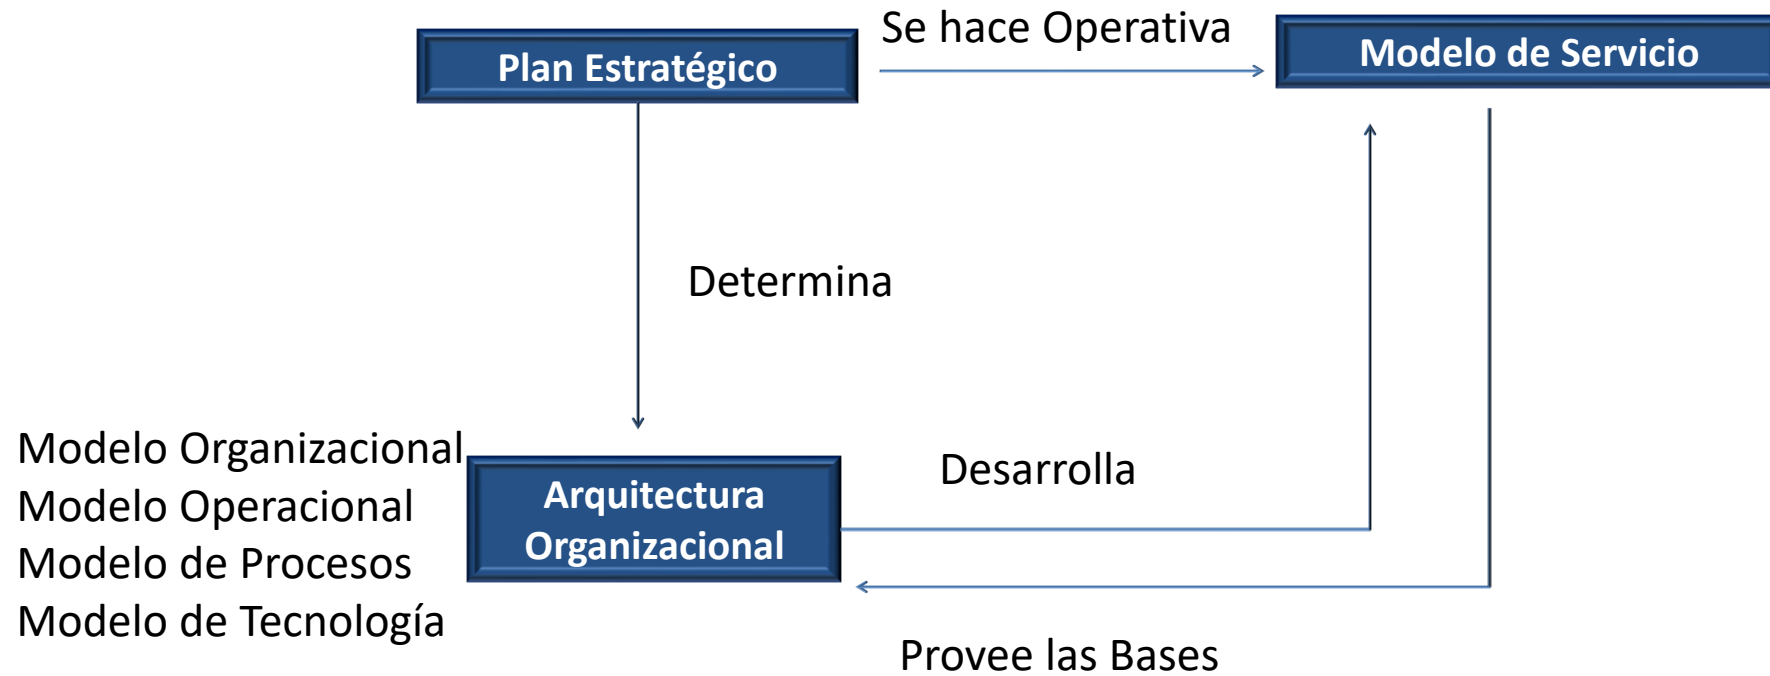 Se hace Operativa
Plan Estratégico
Modelo de Servicio
Determina
Modelo Organizacional
Modelo Operacional
Modelo de Procesos
Modelo de Tecnología
Arquitectura
Organizacional
Desarrolla
Provee las Bases